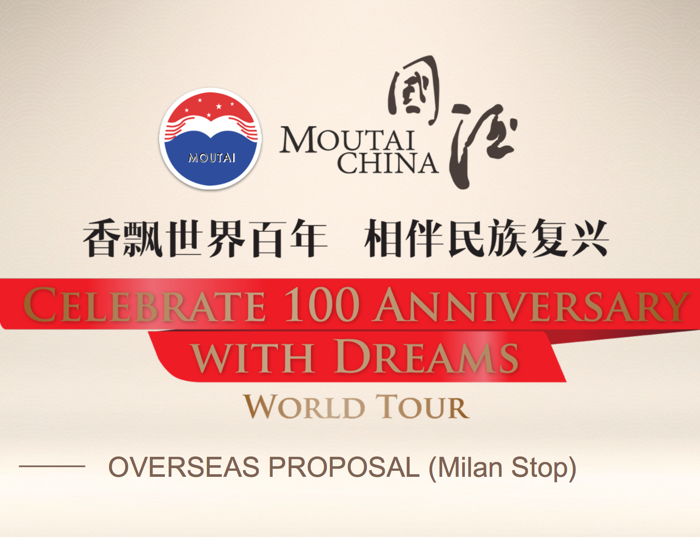 MOUTAI
國酒
MOUTAI
CHINA
香飘世界百年 相伴民族复兴
CELEBRATE 100 ANNIVERSARY
WITH DREAMS
WORLD TOUR
OVERSEAS PROPOSAL (Milan Stop)